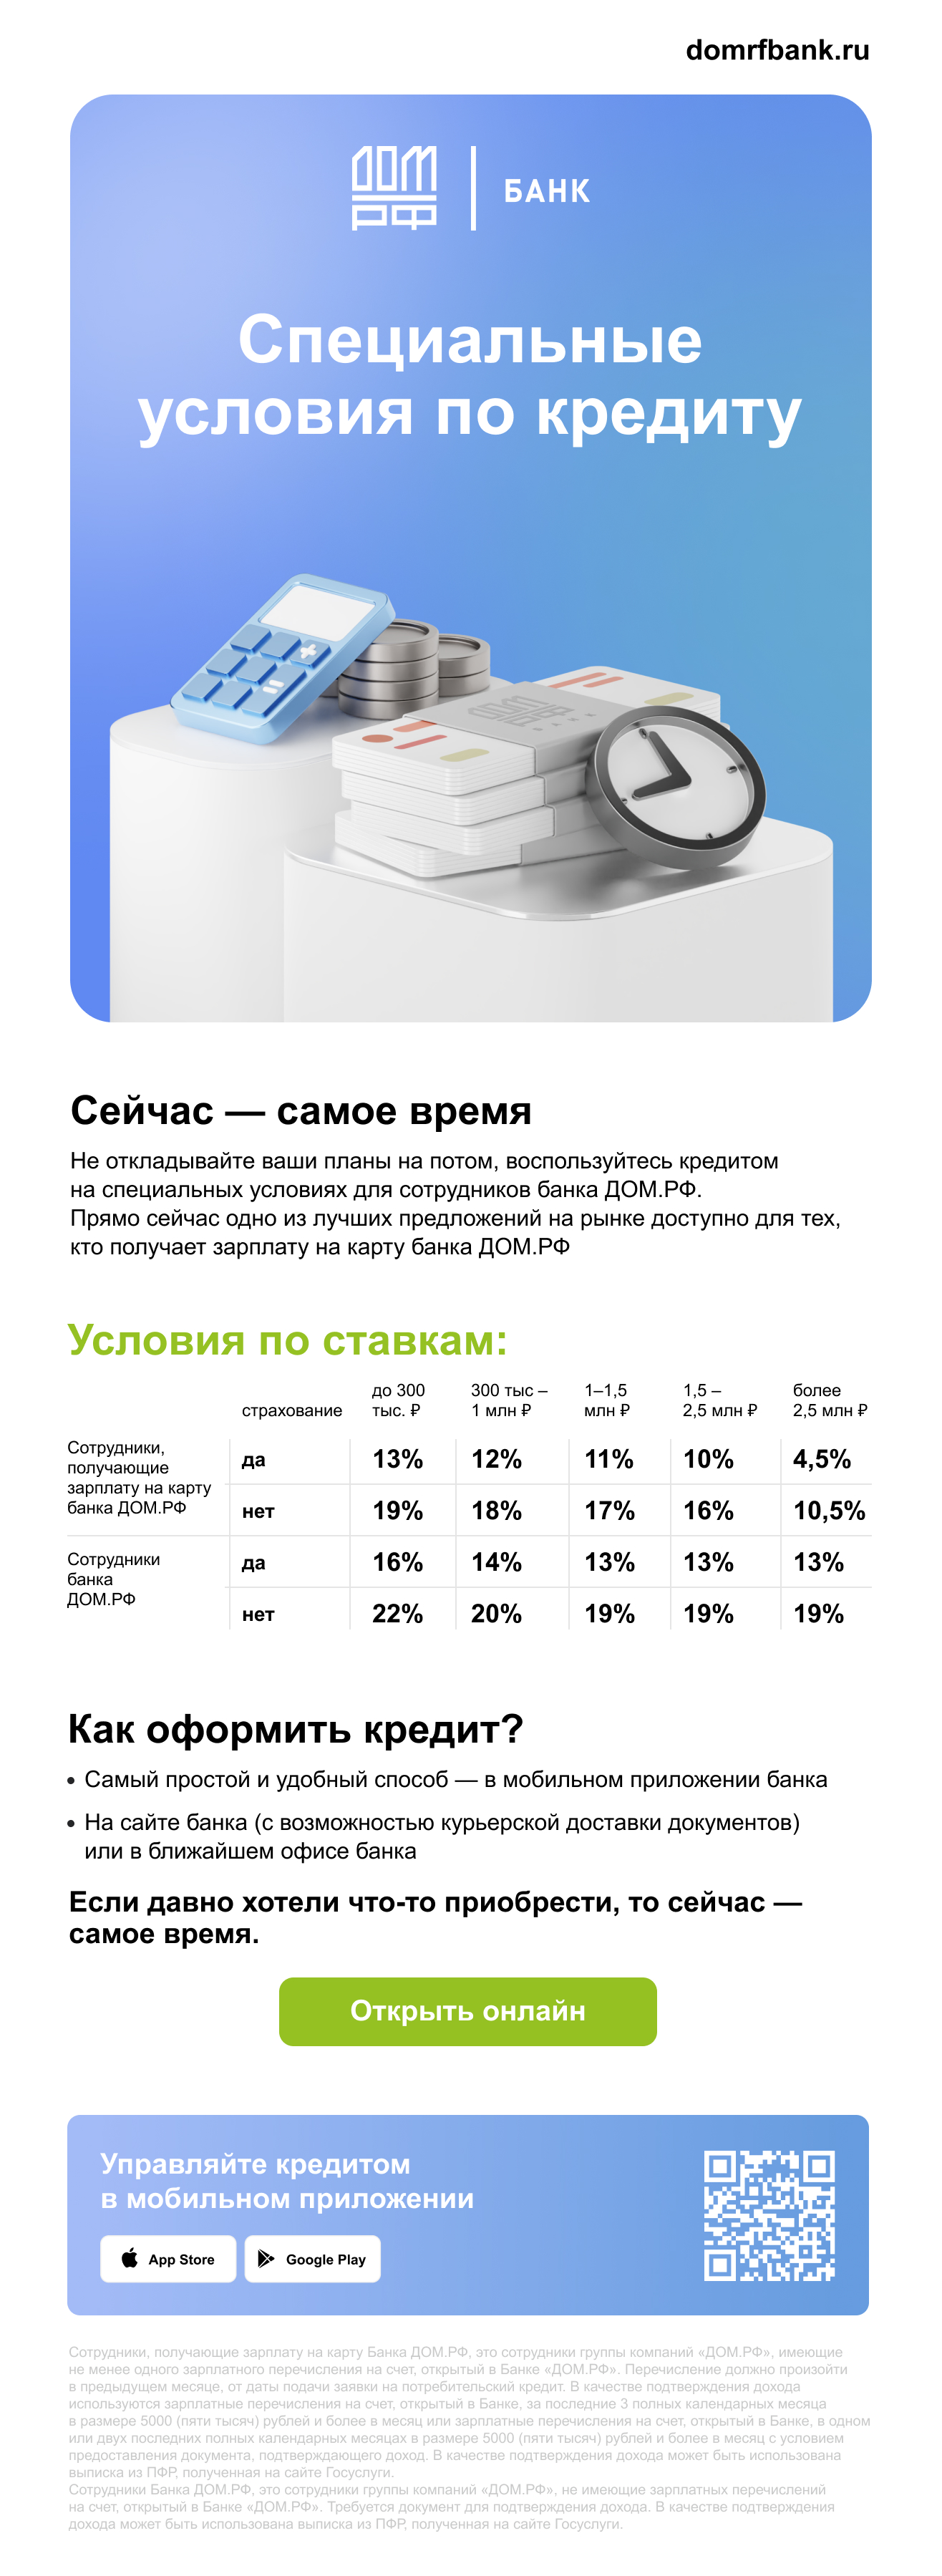 domrfbank.ru
ДОМ
РФ
БАНК
Специальные
условия по кредиту
Сейчас — самое время
Не откладывайте ваши планы на потом, воспользуйтесь кредитом
на специальных условиях для сотрудников банка ДОМ.РФ.
Прямо сейчас одно из лучших предложений на рынке доступно для тех,
кто получает зарплату на карту банка ДОМ.РФ
Условия по ставкам:
страхование
до 300
тыс. ₽
300 тыс –
1 млн ₽
1–1,5
млн ₽
1,5 –
2,5 млн ₽
более
2,5 млн ₽
Сотрудники,
получающие
зарплату на карту
банка ДОМ.РФ
да 13% 12% 11% 10% 4,5%
нет 19% 18% 17% 16% 10,5%
Сотрудники
банка
ДОМ.РФ
да 16% 14% 13% 13% 13%
нет 22% 20% 19% 19% 19%
Как оформить кредит?
• Самый простой и удобный способ — в мобильном приложении банка
• На сайте банка (с возможностью курьерской доставки документов)
или в ближайшем офисе банка
Если давно хотели что-то приобрести, то сейчас —
самое время.
Открыть онлайн
Управляйте кредитом
в мобильном приложении
App Store
Google Play
Сотрудники, получающие зарплату на карту Банка ДОМ.РФ, это сотрудники группы компаний «ДОМ.РФ», имеющие
не менее одного зарплатного перечисления на счет, открытый в Банке «ДОМ.РФ». Перечисление должно произойти
в предыдущем месяце, от даты подачи заявки на потребительский кредит. В качестве подтверждения дохода
используются зарплатные перечисления на счет, открытый в Банке, за последние 3 полных календарных месяца
в размере 5000 (пяти тысяч) рублей и более в месяц или зарплатные перечисления на счет, открытый в Банке, в одном
или двух последних полных календарных месяцах в размере 5000 (пяти тысяч) рублей и более в месяц с условием
предоставления документа, подтверждающего доход. В качестве подтверждения дохода может быть использована
выписка из ПФР, полученная на сайте Госуслуги.
Сотрудники Банка ДОМ.РФ, это сотрудники группы компаний «ДОМ.РФ», не имеющие зарплатных перечислений
на счет, открытый в Банке «ДОМ.РФ». Требуется документ для подтверждения дохода. В качестве подтверждения
дохода может быть использована выписка из ПФР, полученная на сайте Госуслуги.